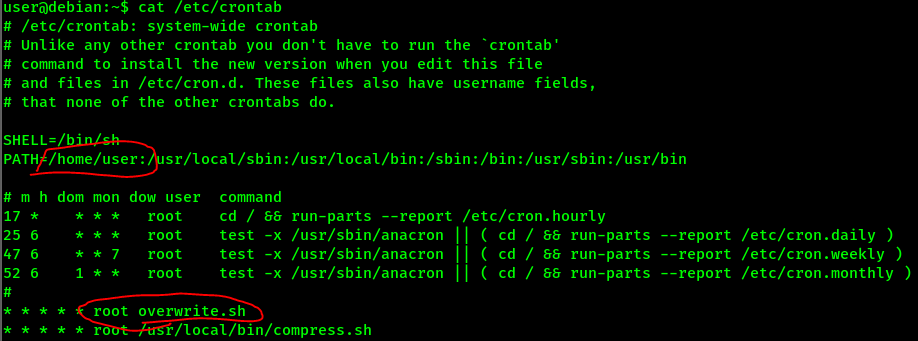 user@debian:~$ cat /etc/crontab
# /etc/crontab: system-wide crontab
# Unlike any other crontab you don't have to run the `crontab'
# command to install the new version when you edit this file
# and files in /etc/cron.d. These files also have username fields,
# that none of the other crontabs do.
SHELL=/bin/sh
PATH=/home/user:/usr/local/sbin:/usr/local/bin:/sbin:/bin:/usr/sbin:/usr/bin
# m h dom mon dow user  command
17 *    * * *   root    cd / && run-parts --report /etc/cron.hourly
25 6    * * *   root    test -x /usr/sbin/anacron || ( cd / && run-parts --report /etc/cron.daily )
47 6    * * 7   root    test -x /usr/sbin/anacron || ( cd / && run-parts --report /etc/cron.weekly )
52 6    1 * *   root    test -x /usr/sbin/anacron || ( cd / && run-parts --report /etc/cron.monthly )
#
* * * * * root overwrite.sh
* * * * * root /usr/local/bin/compress.sh